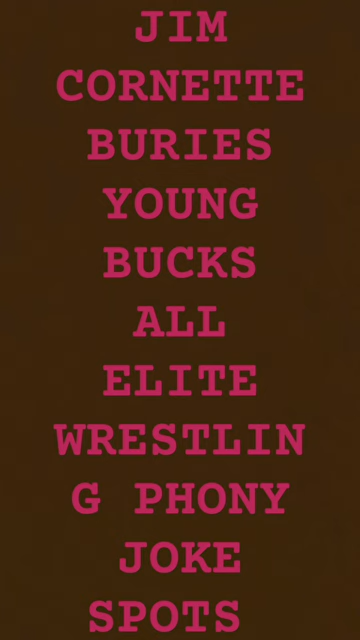 JIM
CORNETTE
BURIES
YOUNG
BUCKS
ALL
ELITE
WRESTLIN
G PHONY
JOKE
SPOTS